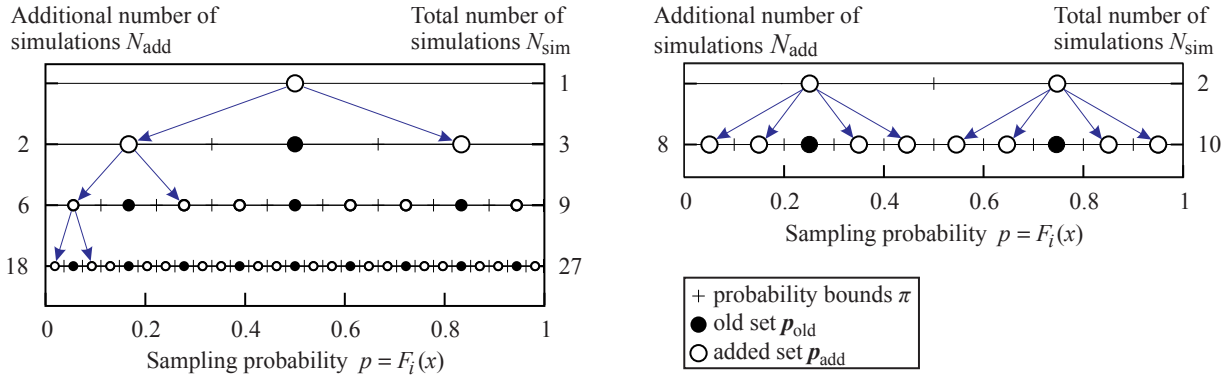 Additional number of
simulations N_add
Total number of
simulations N_sim
1
2
3
6
9
18
27
0
0.2
0.4
0.6
0.8
1
Sampling probability p = F_i(x)
Additional number of
simulations N_add
Total number of
simulations N_sim
2
8
10
0
0.2
0.4
0.6
0.8
1
Sampling probability p = F_i(x)
probability bounds π
old set p_old
added set p_add